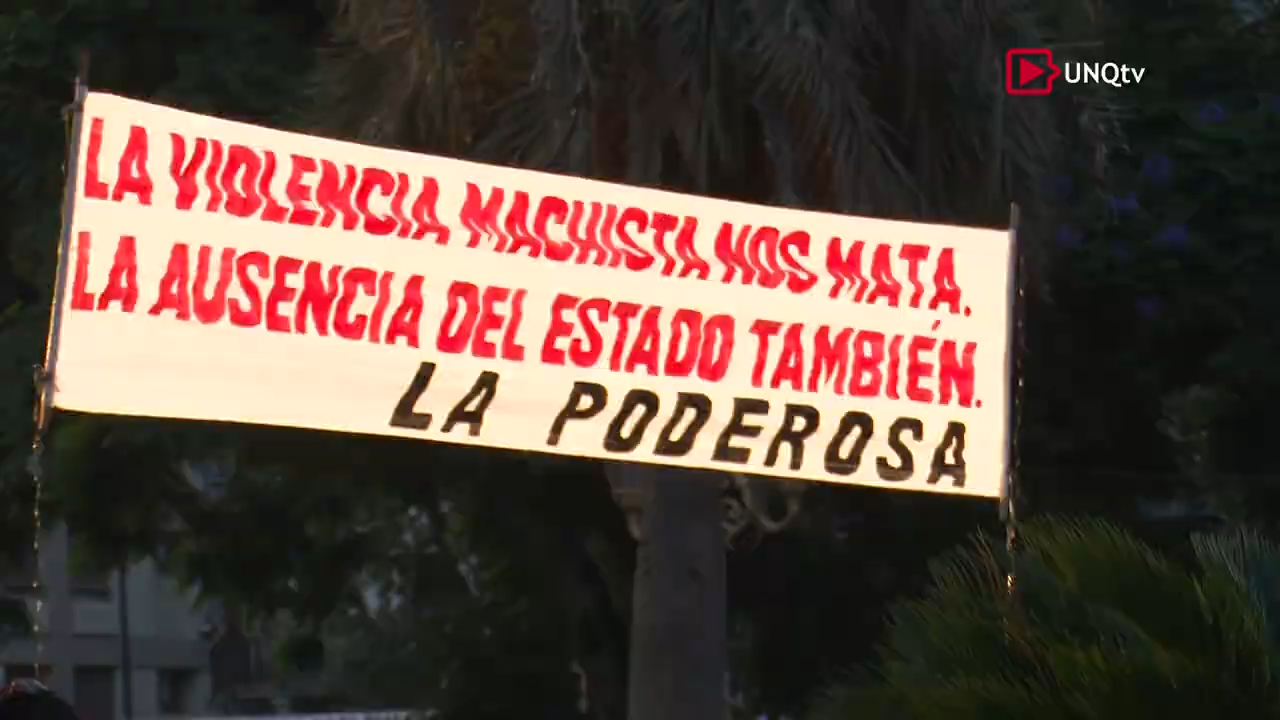 UNQtv
LA VIOLENCIA MACHISTA NOS MATA.
LA AUSENCIA DEL ESTADO TAMBIÉN.
LA PODEROSA